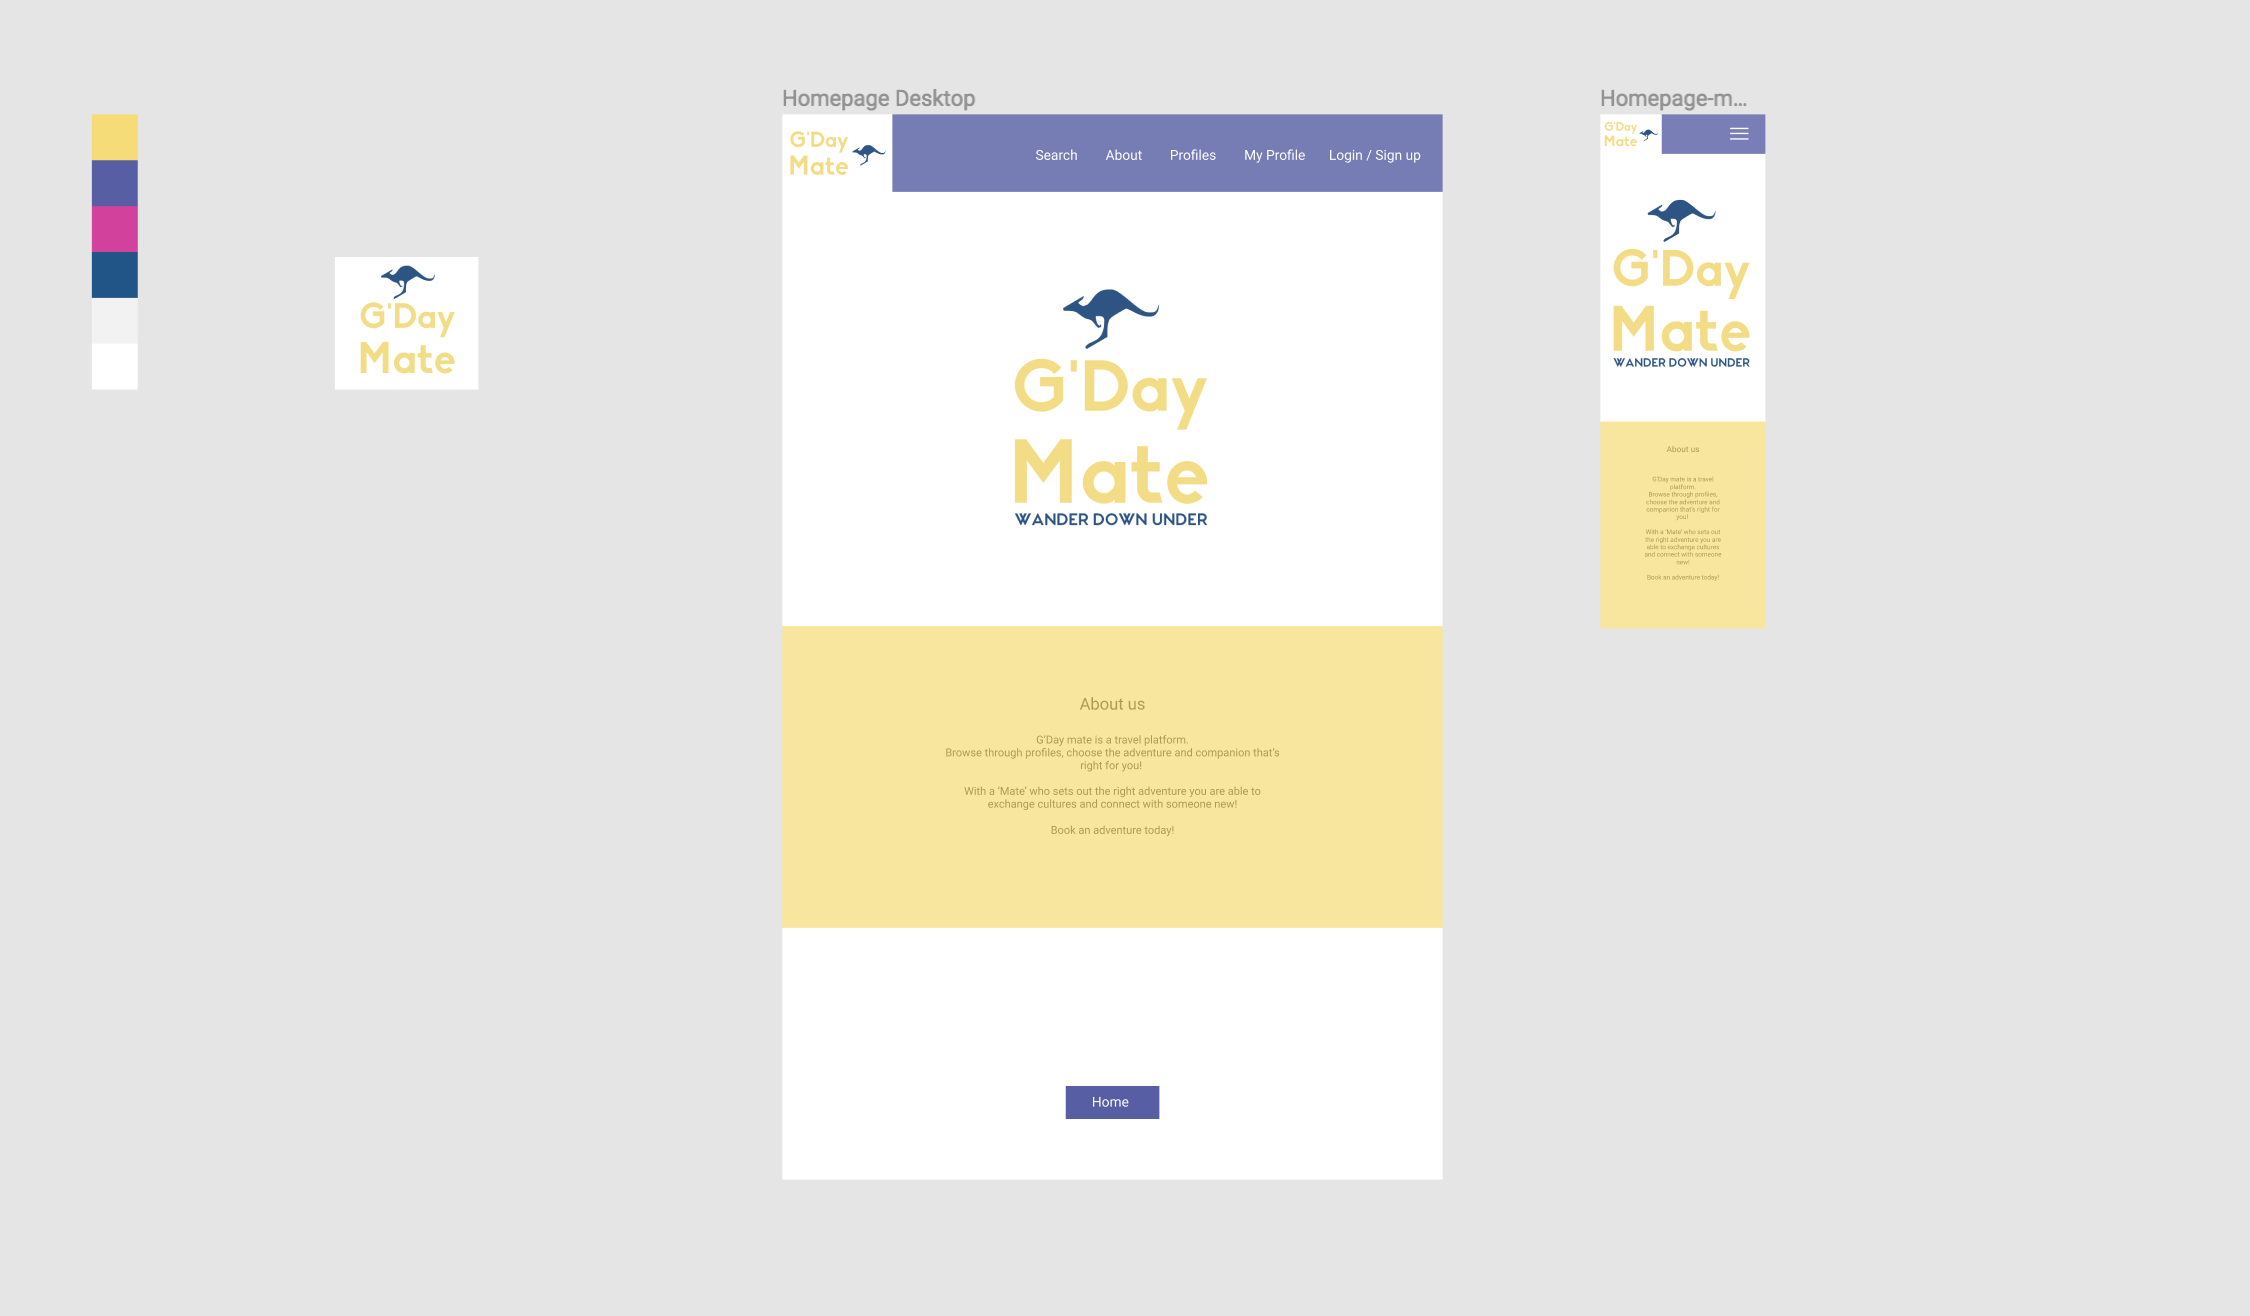 G'Day
Mate
Homepage Desktop
G'Day
Mate
Search About Profiles My Profile Login / Sign up
G'Day
Mate
WANDER DOWN UNDER
About us
G'Day mate is a travel platform.
Browse through profiles, choose the adventure and companion that's
right for you!
With a ‘Mate’ who sets out the right adventure you are able to
exchange cultures and connect with someone new!
Book an adventure today!
Home
Homepage-m...
G'Day
Mate
G'Day
Mate
WANDER DOWN UNDER
About us
G'Day mate is a travel
platform.
Browse through profiles,
choose the adventure and
companion that's right for
you!
With a ‘Mate’ who sets out
the right adventure you are
able to exchange cultures
and connect with someone
new!
Book an adventure today!